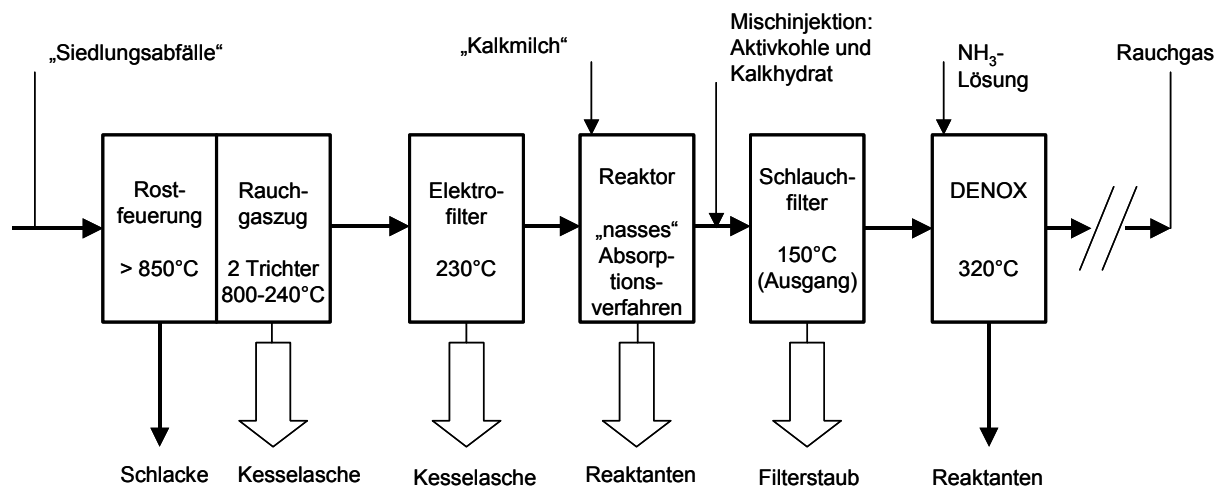 „Siedlungsabfälle“
„Kalkmilch“
Mischinjektion:
Aktivkohle und
Kalkhydrat
NH₃-
Lösung
Rauchgas
Rost-
feuerung
> 850°C
Rauch-
gaszug
2 Trichter
800-240°C
Elektro-
filter
230°C
Reaktor
„nasses“
Absorp-
tions-
verfahren
Schlauch-
filter
150°C
(Ausgang)
DENOX
320°C
Schlacke
Kesselasche
Kesselasche
Reaktanten
Filterstaub
Reaktanten